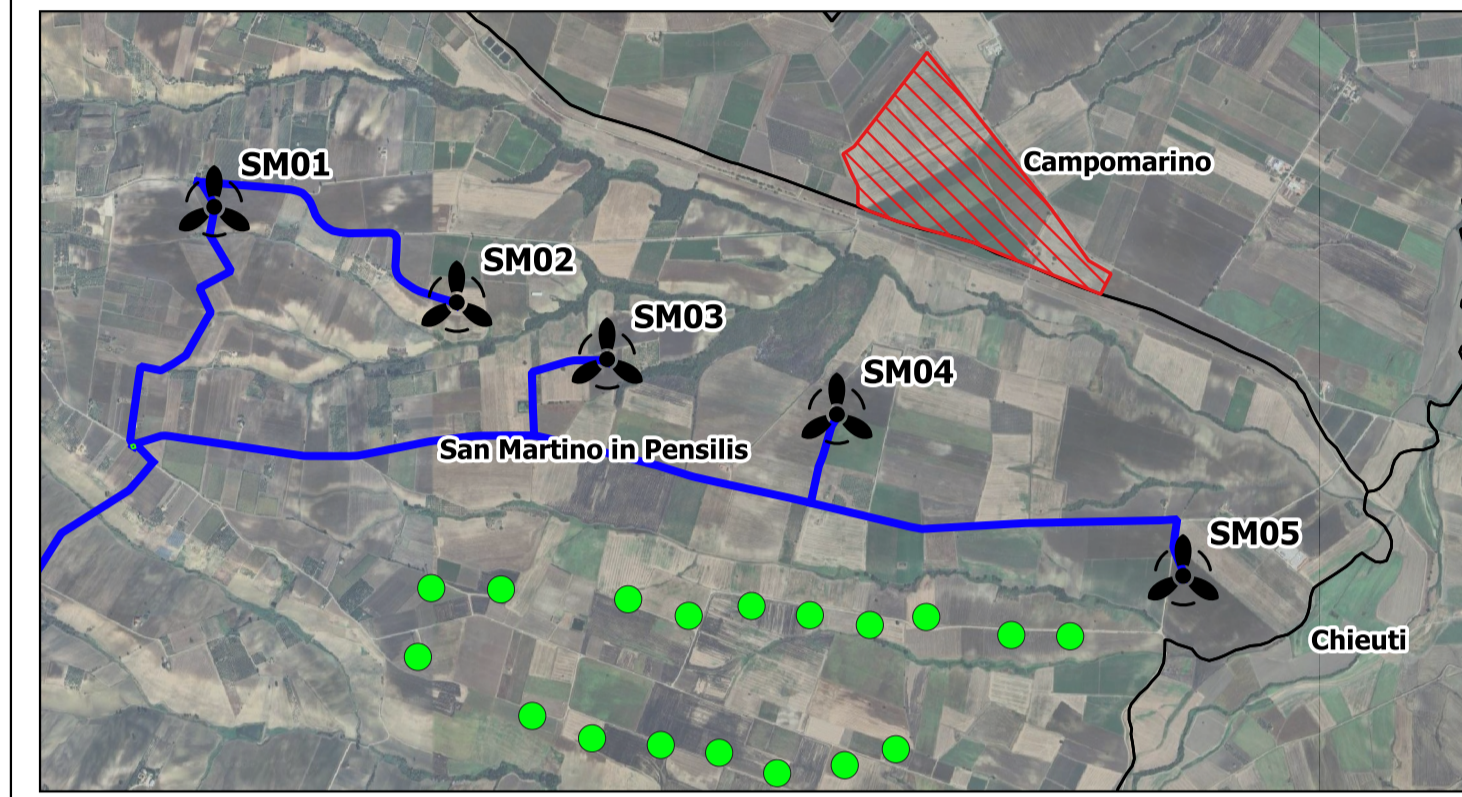 SM01
Campomarino
SM02
SM03
SM04
San Martino in Pensilis
SM05
Chieuti